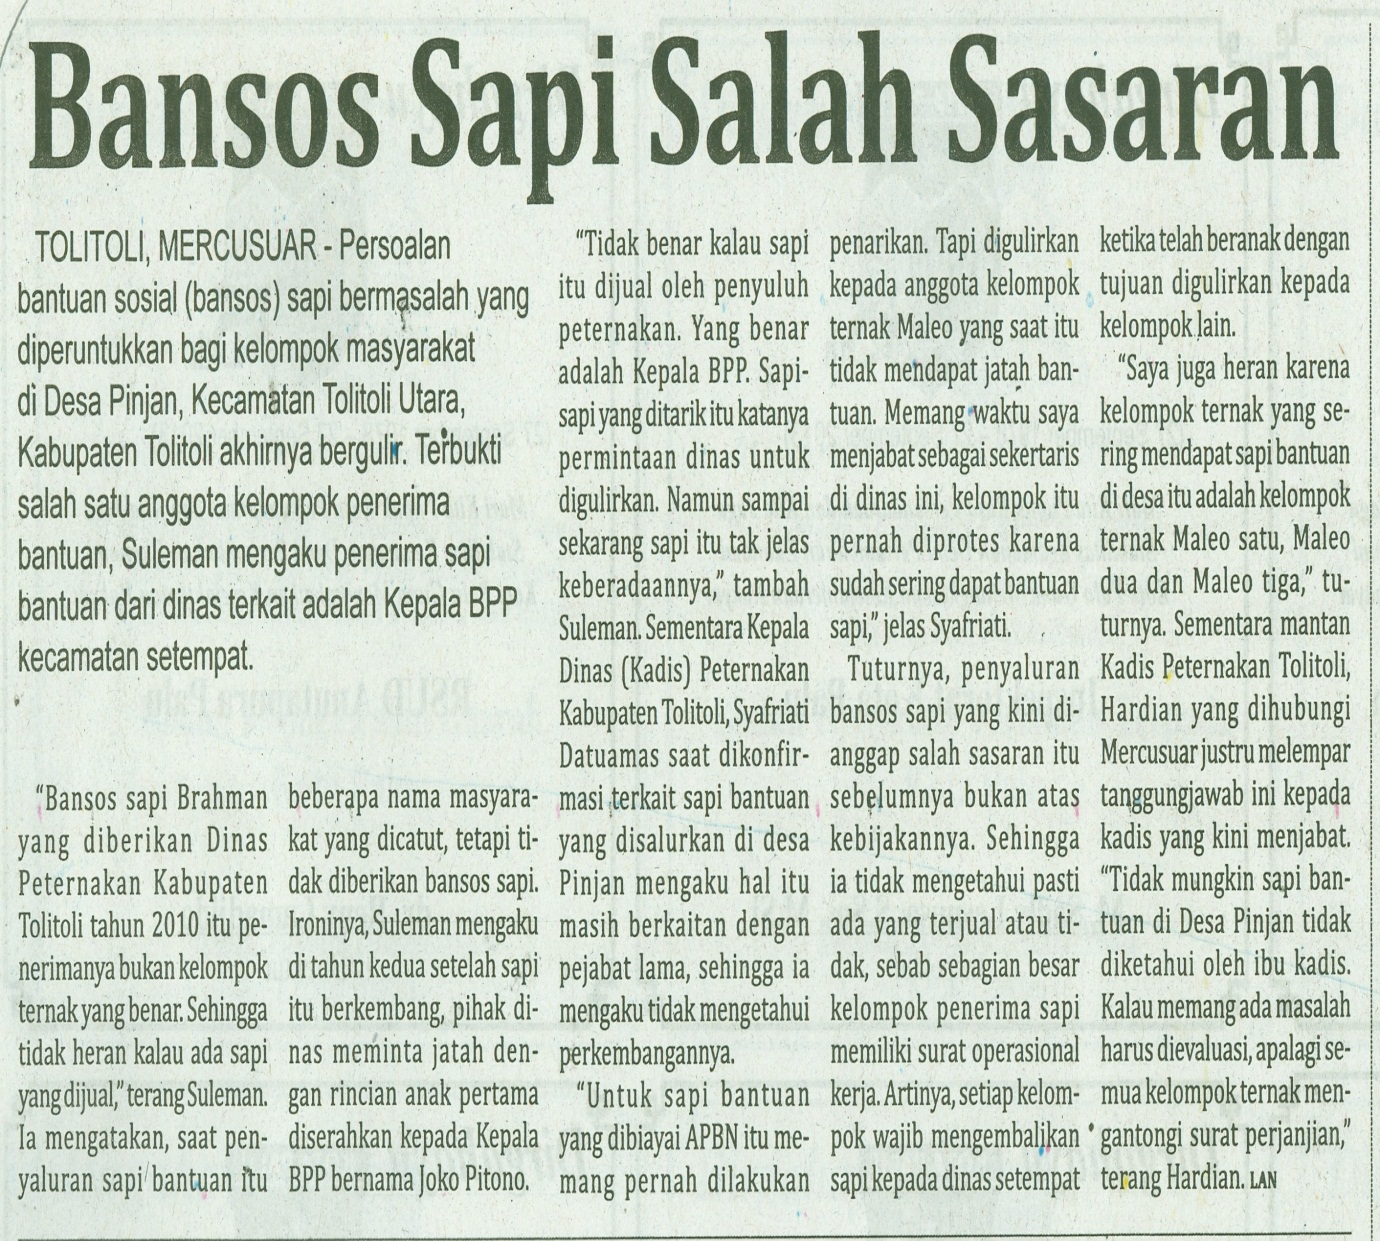 Bansos Sapi Salah Sasaran
TOLITOLI, MERCUSUAR - Persoalan
bantuan sosial (bansos) sapi bermasalah yang
diperuntukkan bagi kelompok masyarakat
di Desa Pinjan, Kecamatan Tolitoli Utara,
Kabupaten Tolitoli akhirnya bergulir. Terbukti
salah satu anggota kelompok penerima
bantuan, Suleman mengaku penerima sapi
bantuan dari dinas terkait adalah Kepala BPP
kecamatan setempat.
“Bansos sapi Brahman
yang diberikan Dinas
Peternakan Kabupaten
Tolitoli tahun 2010 itu pe-
nerimanya bukan kelompok
ternak yang benar. Sehingga
tidak heran kalau ada sapi
yang dijual,” terang Suleman.
Ia mengatakan, saat pen-
yaluran sapi bantuan itu
beberapa nama masyara-
kat yang dicatut, tetapi ti-
dak diberikan bansos sapi.
Ironinya, Suleman mengaku
di tahun kedua setelah sapi
itu berkembang, pihak di-
nas meminta jatah den-
gan rincian anak pertama
diserahkan kepada Kepala
BPP bernama Joko Pitono.
“Tidak benar kalau sapi
itu dijual oleh penyuluh
peternakan. Yang benar
adalah Kepala BPP. Sapi-
sapi yang ditarik itu katanya
permintaan dinas untuk
digulirkan. Namun sampai
sekarang sapi itu tak jelas
keberadaannya,” tambah
Suleman. Sementara Kepala
Dinas (Kadis) Peternakan
Kabupaten Tolitoli, Syafriati
Datuamas saat dikonfir-
masi terkait sapi bantuan
yang disalurkan di desa
Pinjan mengaku hal itu
masih berkaitan dengan
pejabat lama, sehingga ia
mengaku tidak mengetahui
perkembangannya.
“Untuk sapi bantuan
yang dibiayai APBN itu me-
mang pernah dilakukan
penarikan. Tapi digulirkan
kepada anggota kelompok
ternak Maleo yang saat itu
tidak mendapat jatah ban-
tuan. Memang waktu saya
menjabat sebagai sekertaris
di dinas ini, kelompok itu
pernah diprotes karena
sudah sering dapat bantuan
sapi,” jelas Syafriati.
Tuturnya, penyaluran
bansos sapi yang kini di-
anggap salah sasaran itu
sebelumnya bukan atas
kebijakannya. Sehingga
ia tidak mengetahui pasti
ada yang terjual atau ti-
dak, sebab sebagian besar
kelompok penerima sapi
memiliki surat operasional
kerja. Artinya, setiap kelom-
pok wajib mengembalikan
sapi kepada dinas setempat
ketika telah beranak dengan
tujuan digulirkan kepada
kelompok lain.
“Saya juga heran karena
kelompok ternak yang se-
ring mendapat sapi bantuan
di desa itu adalah kelompok
ternak Maleo satu, Maleo
dua dan Maleo tiga,” tu-
turnya. Sementara mantan
Kadis Peternakan Tolitoli,
Hardian yang dihubungi
Mercusuar justru melempar
tanggungjawab ini kepada
kadis yang kini menjabat.
“Tidak mungkin sapi ban-
tuan di Desa Pinjan tidak
diketahui oleh ibu kadis.
Kalau memang ada masalah
harus dievaluasi, apalagi se-
mua kelompok ternak men-
gantongi surat perjanjian,”
terang Hardian. LAN